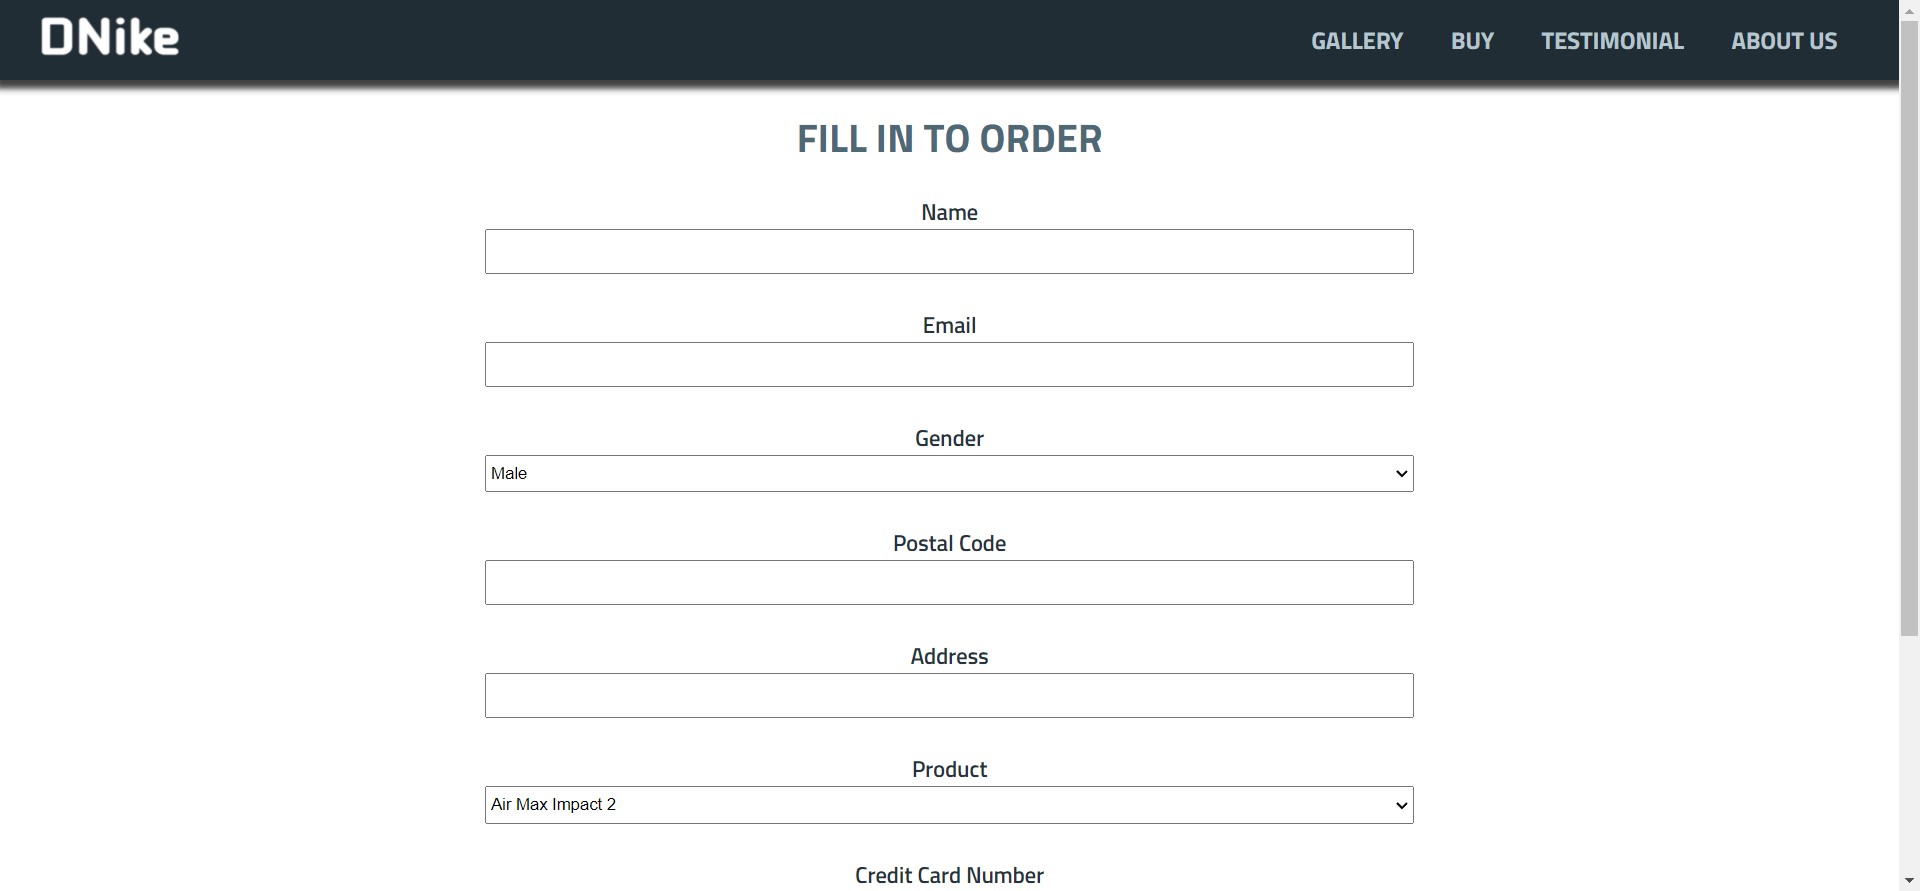 DNike
GALLERY BUY TESTIMONIAL ABOUT US
FILL IN TO ORDER
Name
Email
Gender
Male
Postal Code
Address
Product
Air Max Impact 2
Credit Card Number